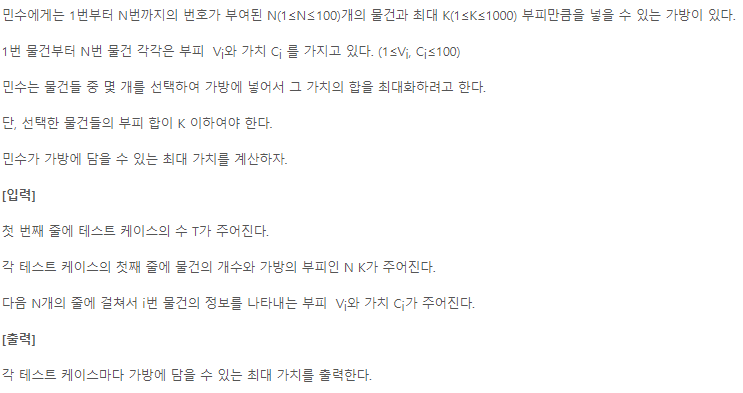 민수에게는 1번부터 N번까지의 번호가 부여된 N(1≤N≤100)개의 물건과 최대 K(1≤K≤1000) 부피만큼을 넣을 수 있는 가방이 있다.
1번 물건부터 N번 물건 각각은 부피 Vi와 가치 Ci 를 가지고 있다. (1≤Vi, Ci≤100)
민수는 물건들 중 몇 개를 선택하여 가방에 넣어서 그 가치의 합을 최대화하려고 한다.
단, 선택한 물건들의 부피 합이 K 이하여야 한다.
민수가 가방에 담을 수 있는 최대 가치를 계산하자.
[입력]
첫 번째 줄에 테스트 케이스의 수 T가 주어진다.
각 테스트 케이스의 첫째 줄에 물건의 개수와 가방의 부피인 N K가 주어진다.
다음 N개의 줄에 걸쳐서 i번 물건의 정보를 나타내는 부피 Vi와 가치 Ci가 주어진다.
[출력]
각 테스트 케이스마다 가방에 담을 수 있는 최대 가치를 출력한다.